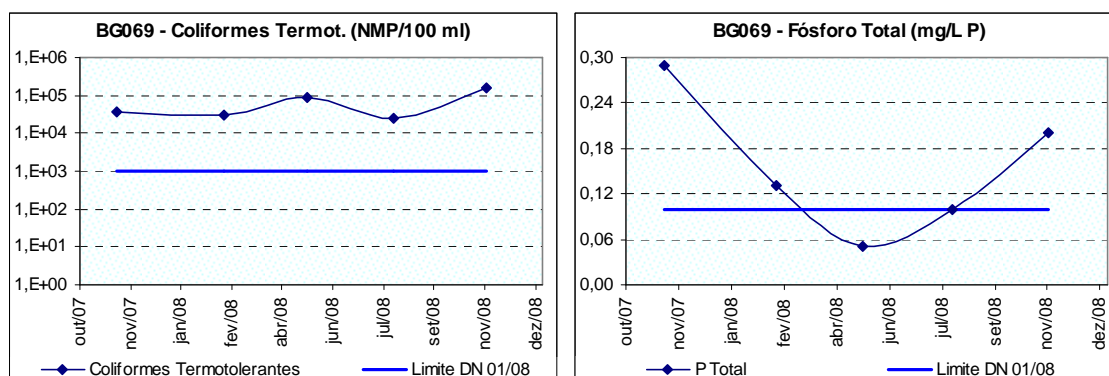 BG069 - Coliformes Termot. (NMP/100 ml)
1,E+06
1,E+05
1,E+04
1,E+03
1,E+02
1,E+01
1,E+00
out/07
nov/07
jan/08
fev/08
abr/08
jun/08
jul/08
set/08
nov/08
dez/08
Coliformes Termotolerantes
Limite DN 01/08
BG069 - Fósforo Total (mg/L P)
0,30
0,24
0,18
0,12
0,06
0,00
out/07
nov/07
jan/08
fev/08
abr/08
jun/08
jul/08
set/08
nov/08
dez/08
P Total
Limite DN 01/08